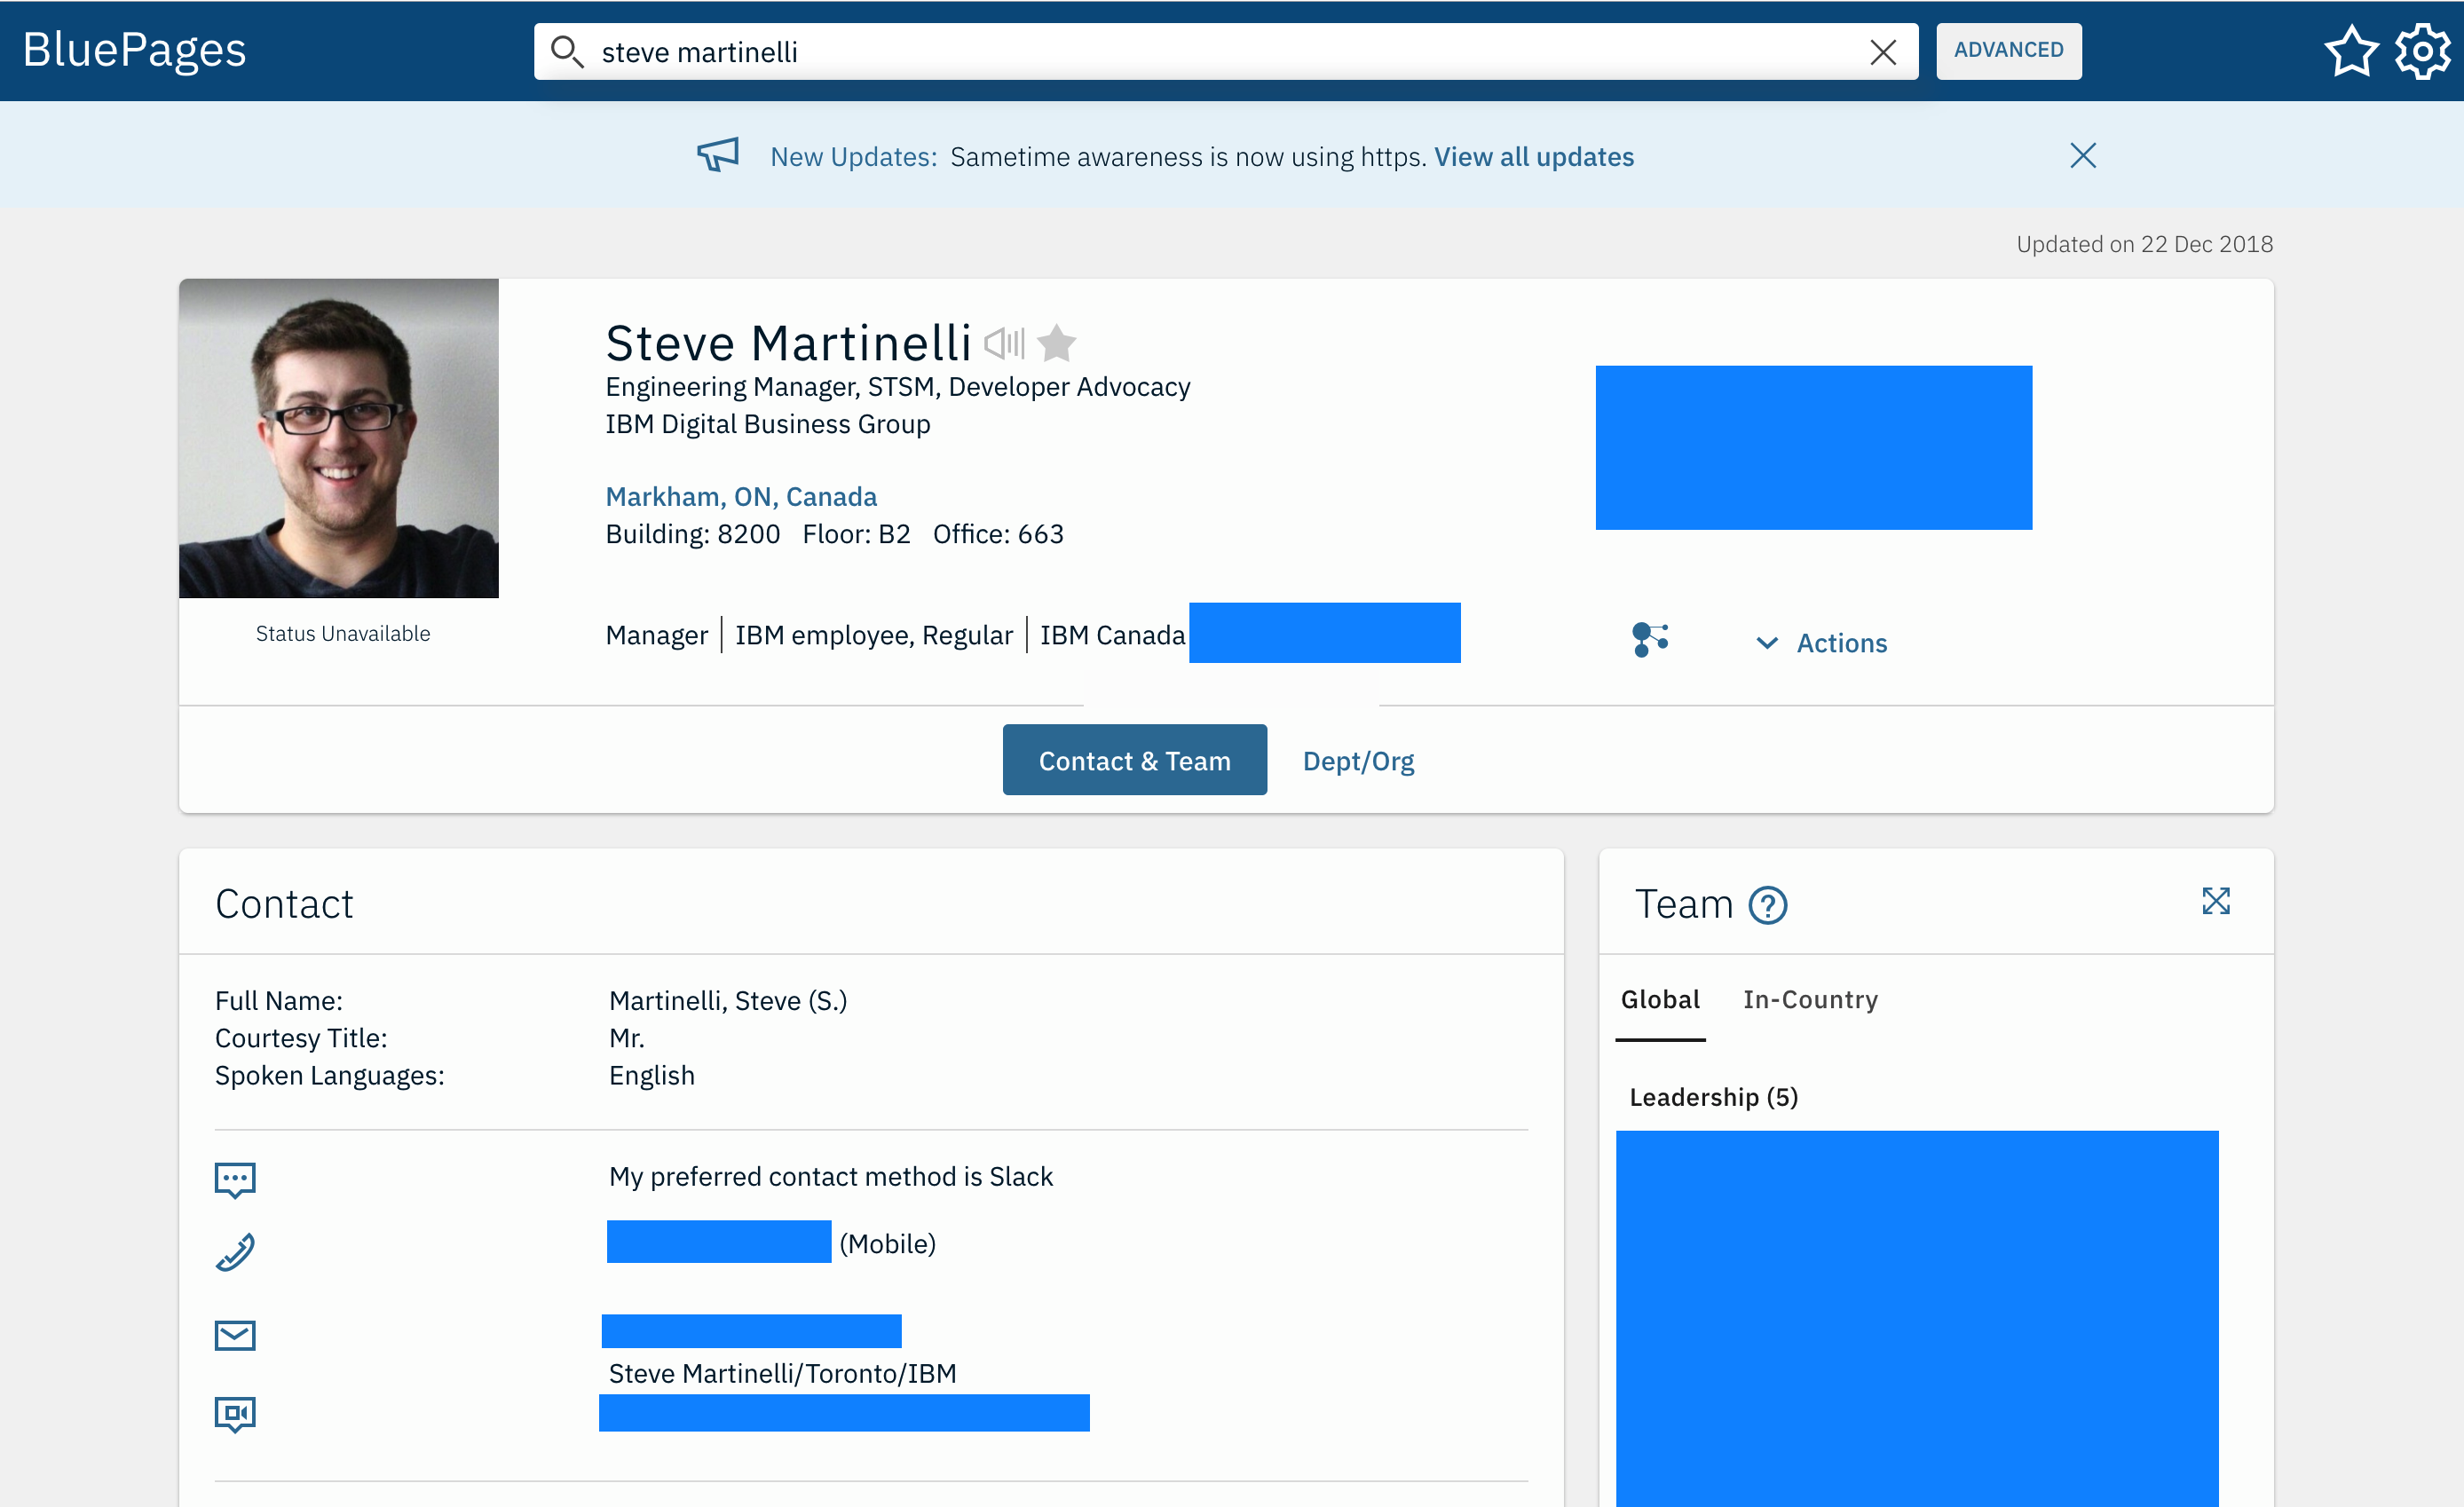 BluePages
steve martinelli
ADVANCED
New Updates: Sametime awareness is now using https. View all updates
Updated on 22 Dec 2018
Steve Martinelli
Engineering Manager, STSM, Developer Advocacy
IBM Digital Business Group
Markham, ON, Canada
Building: 8200 Floor: B2 Office: 663
Status Unavailable
Manager | IBM employee, Regular | IBM Canada
Actions
Contact & Team
Dept/Org
Contact
Full Name: Martinelli, Steve (S.)
Courtesy Title: Mr.
Spoken Languages: English
My preferred contact method is Slack
(Mobile)
Steve Martinelli/Toronto/IBM
Team ?
Global In-Country
Leadership (5)